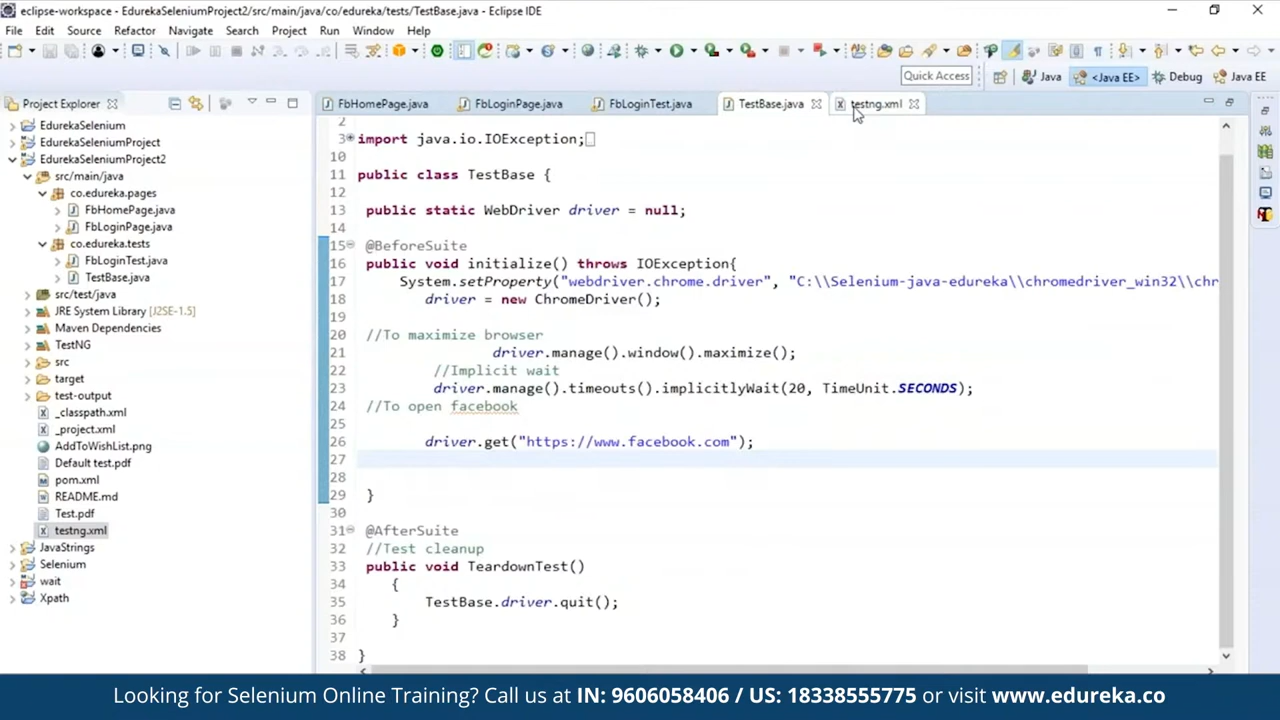 eclipse-workspace - EdurekaSeleniumProject2/src/main/java/co/edureka/tests/TestBase.java - Eclipse IDE
File Edit Source Refactor Navigate Search Project Run Window Help
Quick Access Java <Java EE> Debug Java EE
Project Explorer
EdurekaSelenium
EdurekaSeleniumProject
EdurekaSeleniumProject2
src/main/java
co.edureka.pages
FbHomePage.java
FbLoginPage.java
co.edureka.tests
FbLoginTest.java
TestBase.java
src/test/java
JRE System Library [J2SE-1.5]
Maven Dependencies
TestNG
src
target
test-output
_classpath.xml
_project.xml
AddToWishList.png
Default test.pdf
pom.xml
README.md
Test.pdf
testng.xml
JavaStrings
Selenium
wait
Xpath
FbHomePage.java FbLoginPage.java FbLoginTest.java TestBase.java testng.xml
2
3 import java.io.IOException;
10
11 public class TestBase {
12
13 public static WebDriver driver = null;
14
15 @BeforeSuite
16 public void initialize() throws IOException{
17 System.setProperty("webdriver.chrome.driver", "C:\\Selenium-java-edureka\\chromedriver_win32\\chr
18 driver = new ChromeDriver();
19
20 //To maximize browser
21 driver.manage().window().maximize();
22 //Implicit wait
23 driver.manage().timeouts().implicitlyWait(20, TimeUnit.SECONDS);
24 //To open facebook
25
26 driver.get("https://www.facebook.com");
27
28
29 }
30
31 @AfterSuite
32 //Test cleanup
33 public void TeardownTest()
34 {
35 TestBase.driver.quit();
36 }
37
38 }
Looking for Selenium Online Training? Call us at IN: 9606058406 / US: 18338555775 or visit www.edureka.co